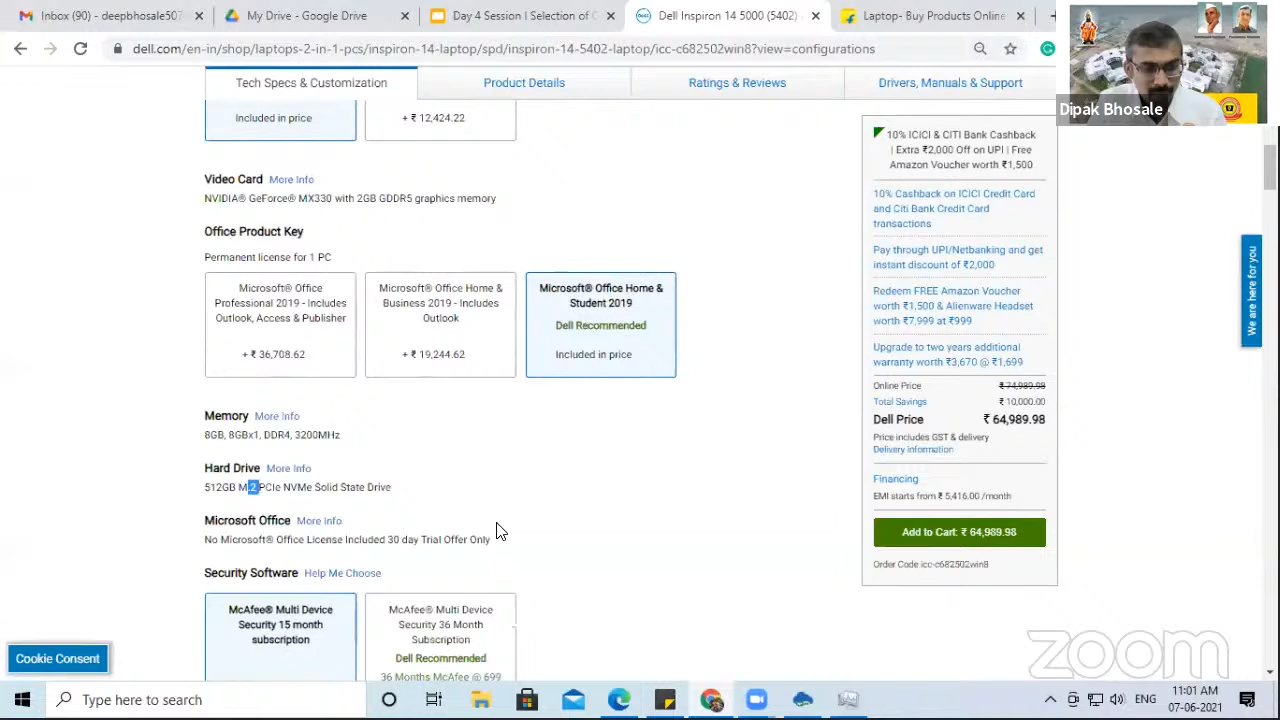 Inbox (90) - deepbhosale507
My Drive - Google Drive
Day 4 Session - Selection of C
Dell Inspiron 14 5000 (5402)
Laptop- Buy Products Online
dell.com/en-in/shop/laptops-2-in-1-pcs/inspiron-14-laptop/spd/inspiron-14-5402-laptop/icc-c682502win8?view=configurations
Tech Specs & Customization
Product Details
Ratings & Reviews
Drivers, Manuals & Support
Dipak Bhosale
Included in price
+ ₹ 12,424.22
Video Card More Info
NVIDIA® GeForce® MX330 with 2GB GDDR5 graphics memory
Office Product Key
Permanent license for 1 PC
Microsoft® Office
Professional 2019 - Includes
Outlook, Access & Publisher
+ ₹ 36,708.62
Microsoft® Office Home &
Business 2019 - Includes
Outlook
+ ₹ 19,244.62
Microsoft® Office Home &
Student 2019
Dell Recommended
Included in price
Memory More Info
8GB, 8GBx1, DDR4, 3200MHz
Hard Drive More Info
512GB M.2 PCIe NVMe Solid State Drive
Microsoft Office More Info
No Microsoft® Office License Included 30 day Trial Offer Only
Security Software Help Me Choose
McAfee® Multi Device
Security 15 month
subscription
McAfee® Multi Device
Security 36 Month
Subscription
Dell Recommended
36 Months McAfee @ 699
10% ICICI & CITI Bank Cashback
| Extra ₹2,000 Off on UPI | Free
Amazon Voucher worth ₹1,500
10% Cashback on ICICI Credit Card
and Citi Bank Credit Card
transactions
Pay through UPI/Netbanking and get
instant discount of ₹2,000
Redeem FREE Amazon Voucher
worth ₹1,500 & Alienware Headset
worth ₹7,999 at ₹999
Upgrade to two years additional
warranty worth ₹3,670 @ ₹1,699
Online Price ₹ 74,989.98
Total Savings ₹ 10,000.00
Dell Price ₹ 64,989.98
Price includes GST & delivery
Delivery information
Financing
EMI starts from ₹ 5,416.00 /month
Add to Cart: ₹ 64,989.98
Order Code icc-c682502win8
We are here for you
Cookie Consent
zoom
Type here to search
ENG
11:01 AM
07-06-2021